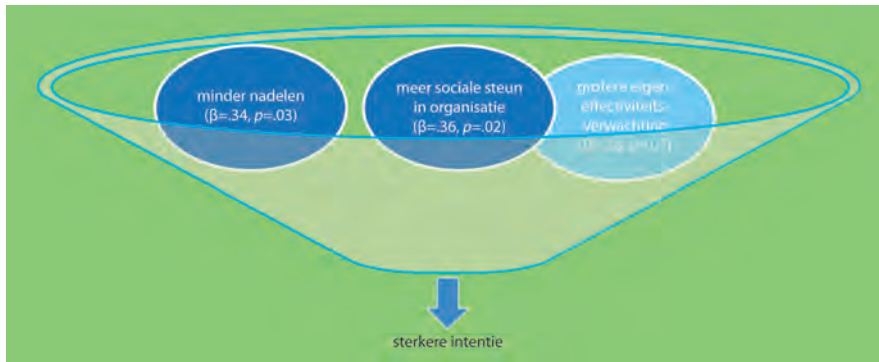 minder nadelen
(β=.34, p=.03)
meer sociale steun
in organisatie
(β=.36, p=.02)
grotere eigen-
effectiviteits-
verwachting
sterkere intentie